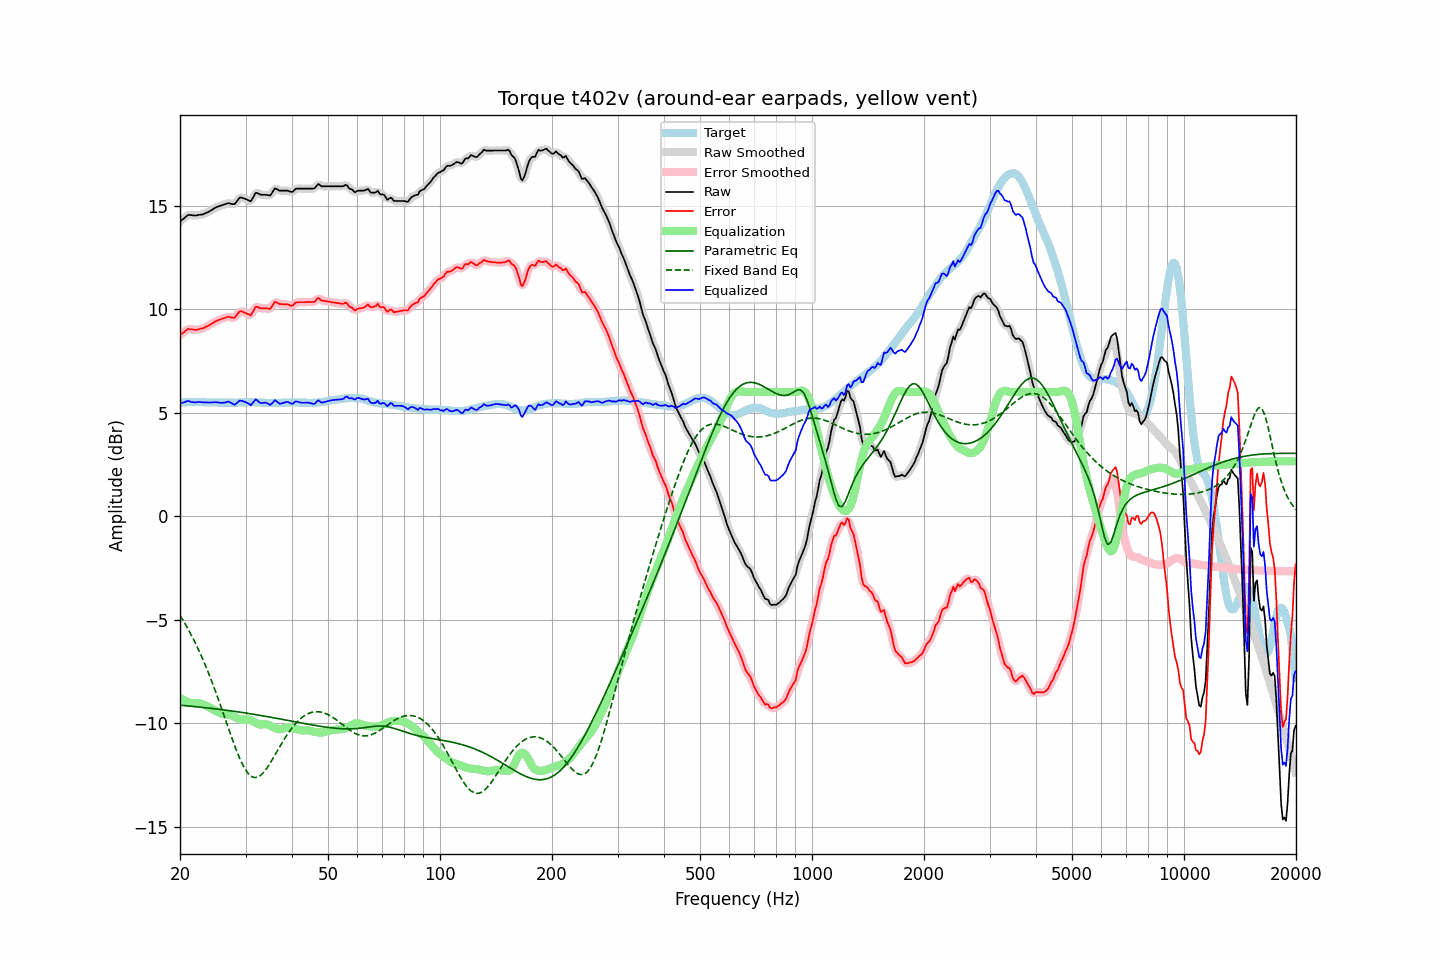 Torque t402v (around-ear earpads, yellow vent)
Target
Raw Smoothed
Error Smoothed
Raw
Error
Equalization
Parametric Eq
Fixed Band Eq
Equalized
Amplitude (dBr)
15
10
5
0
−5
−10
−15
20
50
100
200
500
1000
2000
5000
10000
20000
Frequency (Hz)